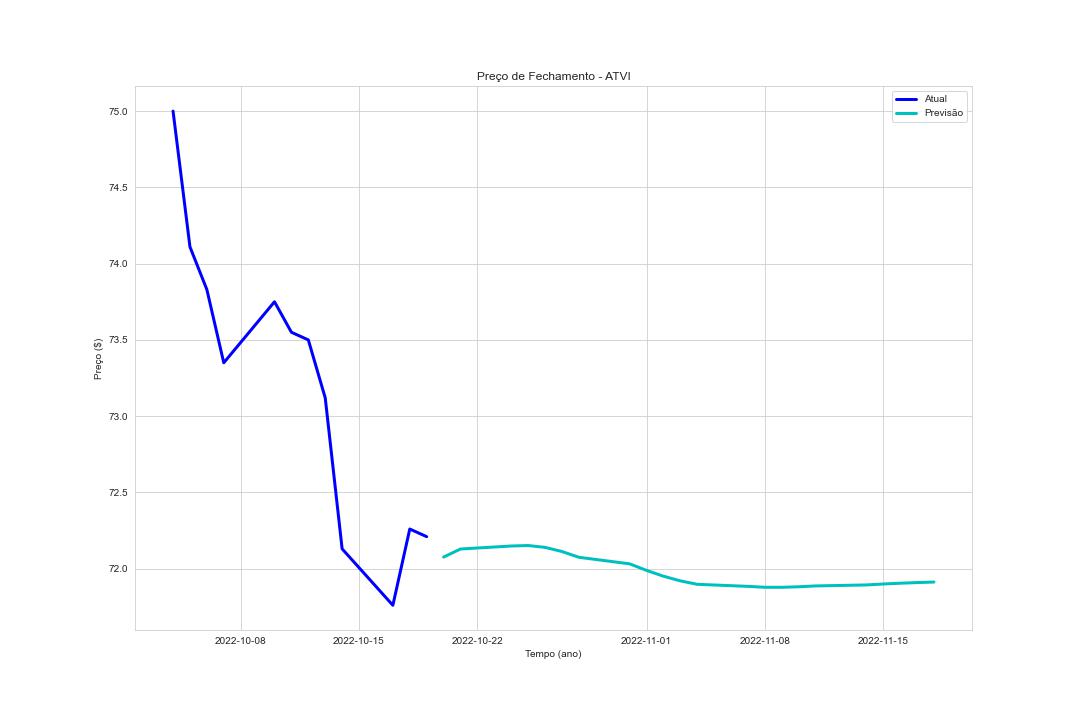 Preço de Fechamento - ATVI
Atual
Previsão
75.0
74.5
74.0
73.5
73.0
72.5
72.0
Preço ($)
2022-10-08
2022-10-15
2022-10-22
2022-11-01
2022-11-08
2022-11-15
Tempo (ano)